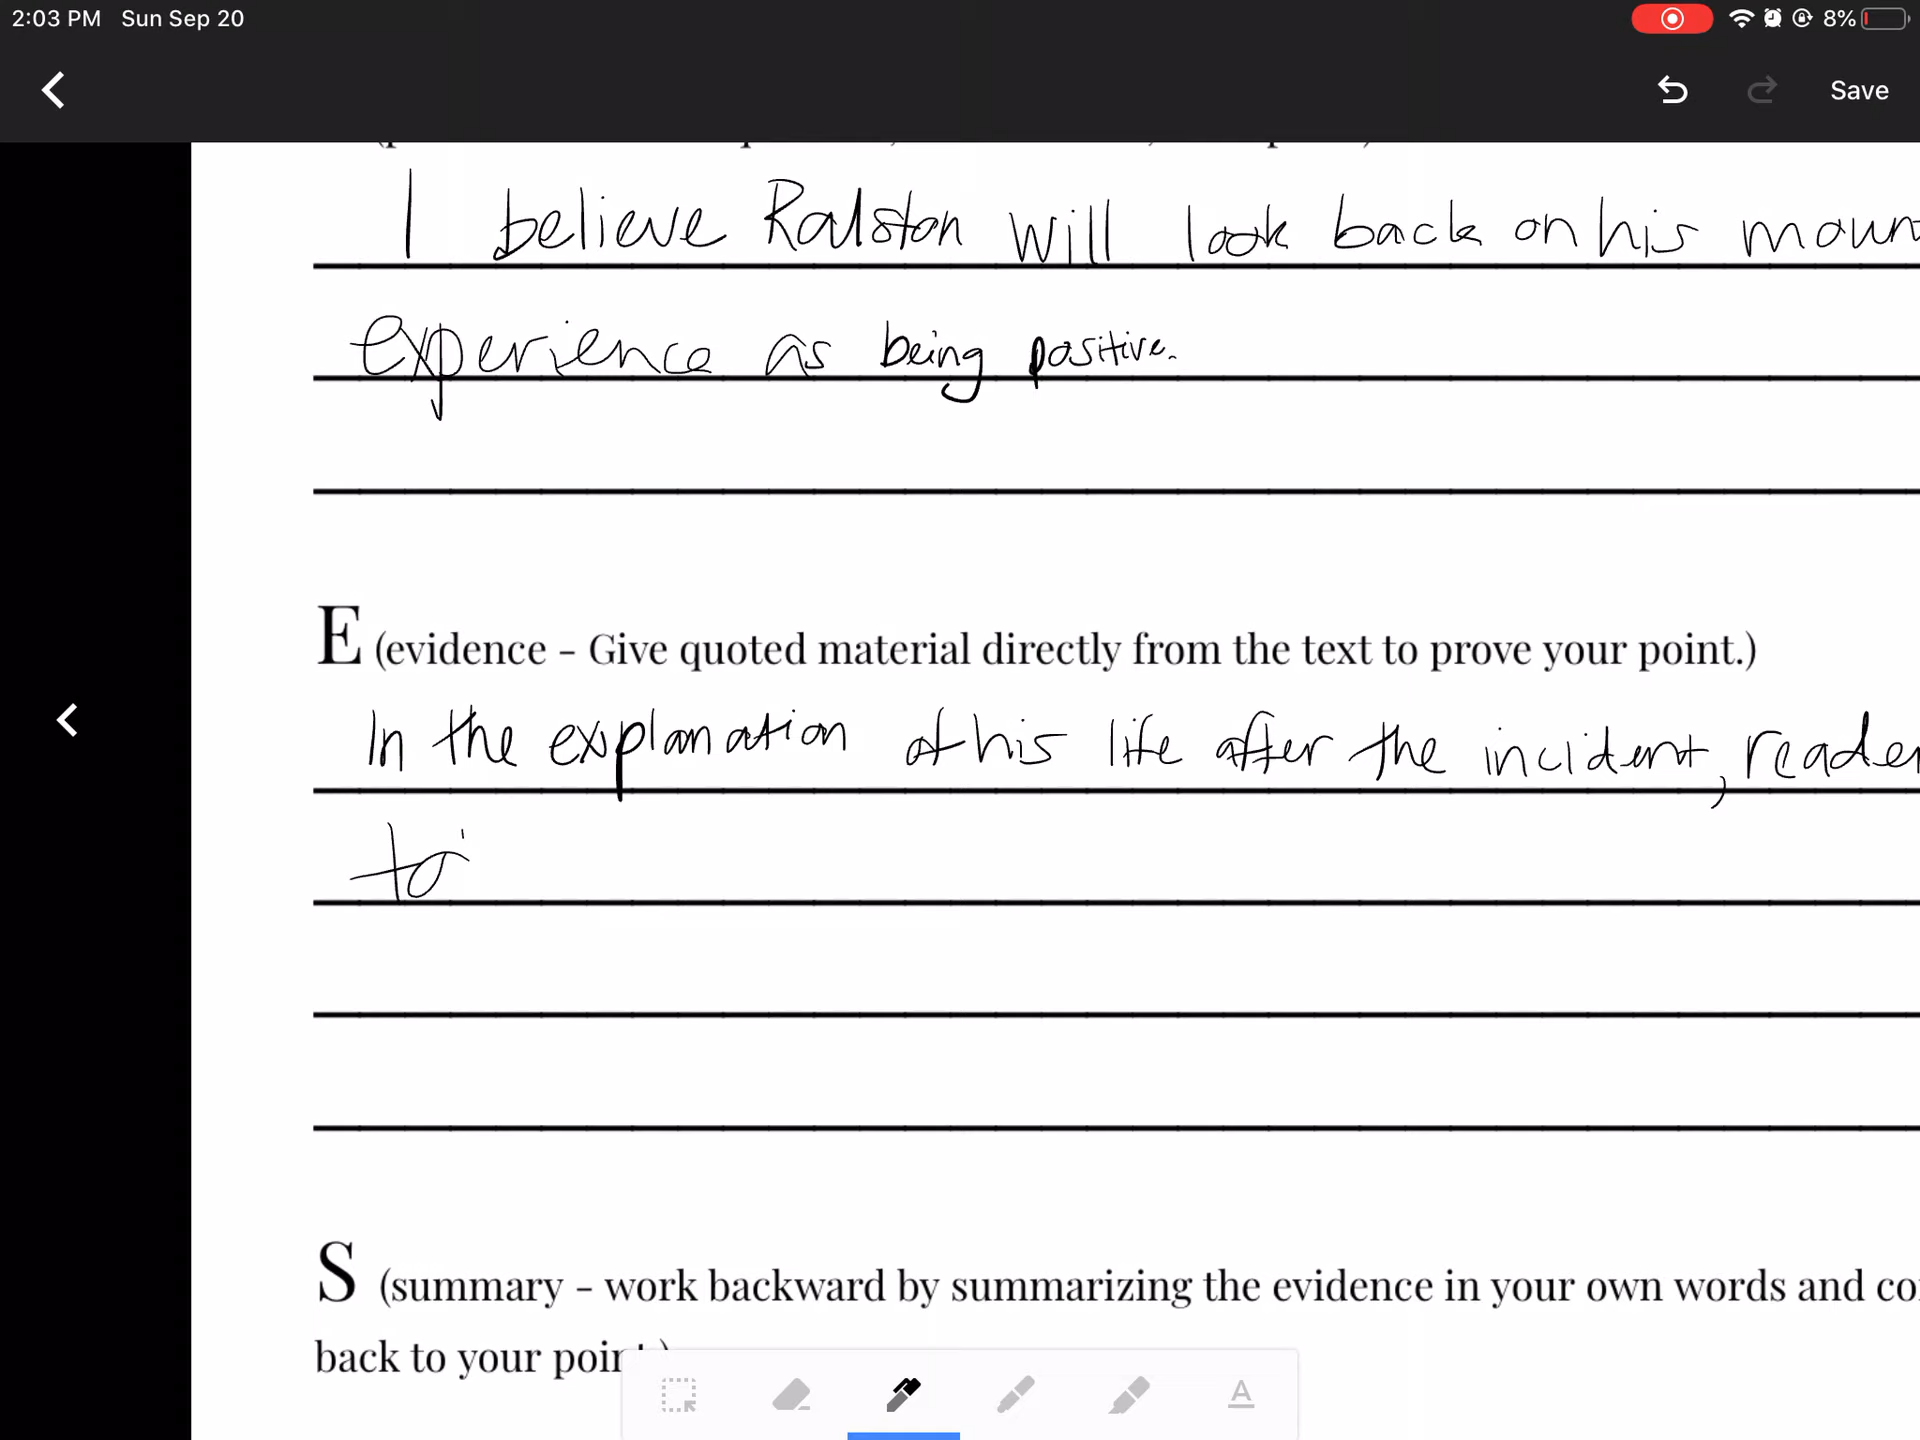 2:03 PM Sun Sep 20 8%
Save
I believe Ralston will look back on his moun
experience as being positive.
E (evidence - Give quoted material directly from the text to prove your point.)
In the explanation of his life after the incident, reader
to
S (summary - work backward by summarizing the evidence in your own words and co
back to your point.)
A